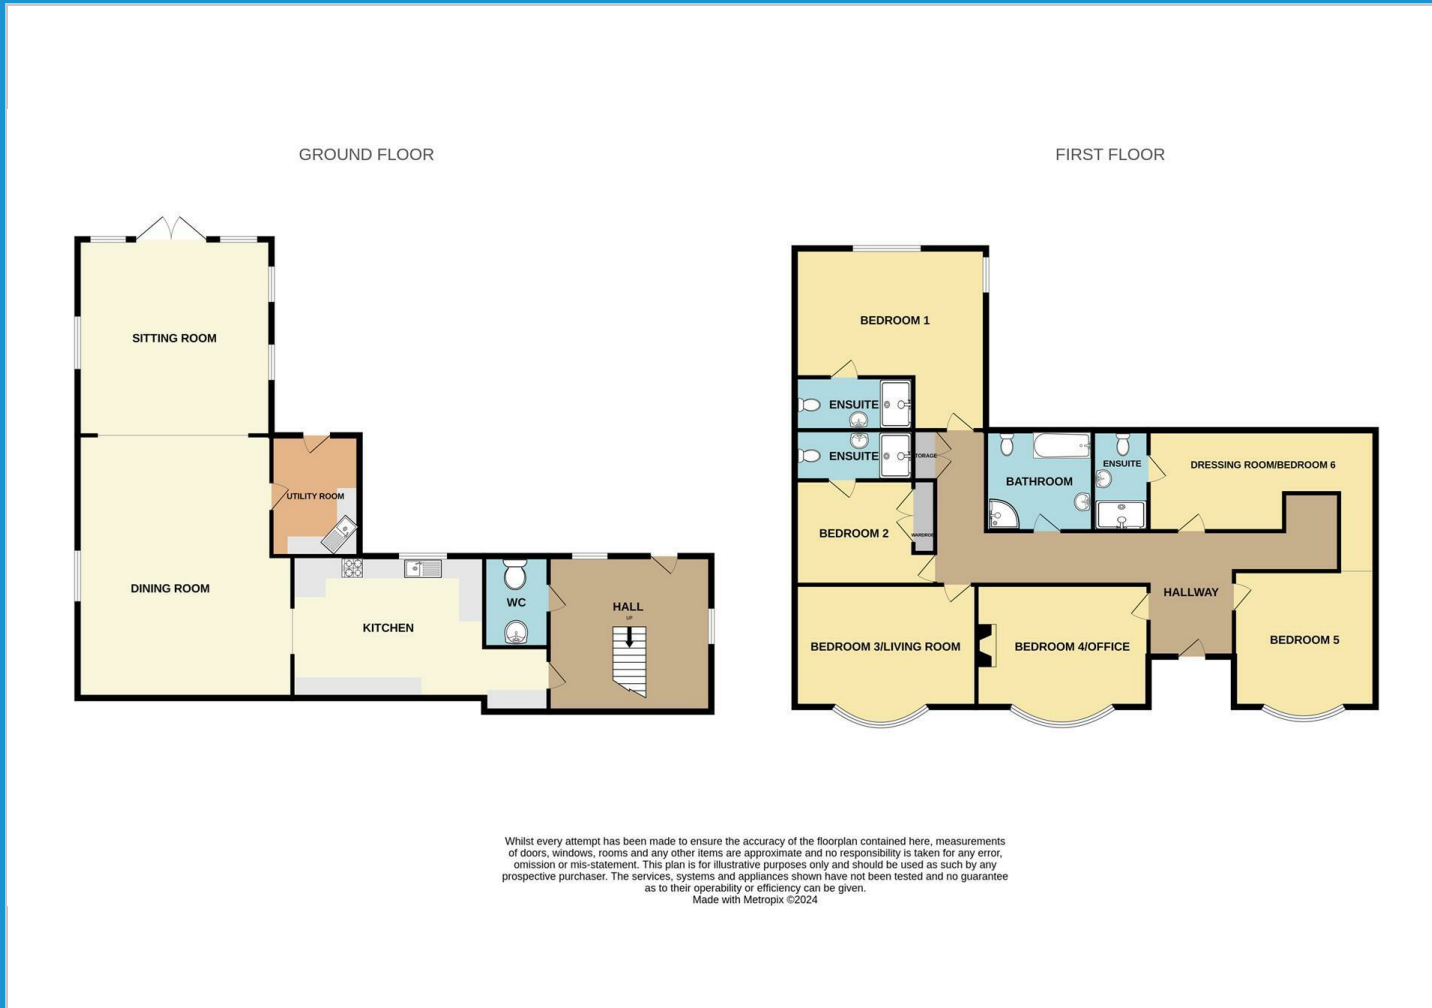 GROUND FLOOR
SITTING ROOM
UTILITY ROOM
DINING ROOM
KITCHEN
WC
HALL
UP
FIRST FLOOR
BEDROOM 1
ENSUITE
ENSUITE
TORAGE
BATHROOM
ENSUITE
DRESSING ROOM/BEDROOM 6
BEDROOM 2
HALLWAY
BEDROOM 3/LIVING ROOM
BEDROOM 4/OFFICE
BEDROOM 5
Whilst every attempt has been made to ensure the accuracy of the floorplan contained here, measurements
of doors, windows, rooms and any other items are approximate and no responsibility is taken for any error,
omission or mis-statement. This plan is for illustrative purposes only and should be used as such by any
prospective purchaser. The services, systems and appliances shown have not been tested and no guarantee
as to their operability or efficiency can be given.
Made with Metropix ©2024